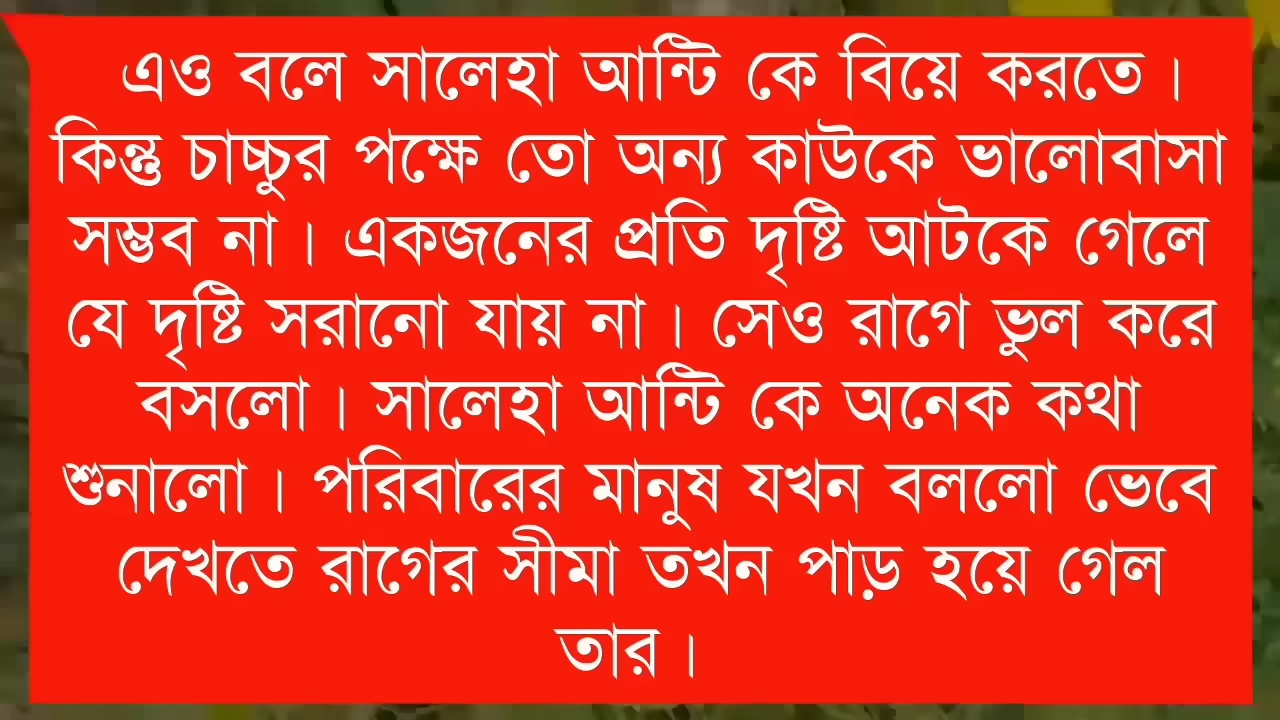 এও বলে সালেহা আন্টি কে বিয়ে করতে।
কিন্তু চাচ্চুর পক্ষে তো অন্য কাউকে ভালোবাসা
সম্ভব না। একজনের প্রতি দৃষ্টি আটকে গেলে
যে দৃষ্টি সরানো যায় না। সেও রাগে ভুল করে
বসলো। সালেহা আন্টি কে অনেক কথা
শুনালো। পরিবারের মানুষ যখন বললো ভেবে
দেখতে রাগের সীমা তখন পাড় হয়ে গেল
তার।